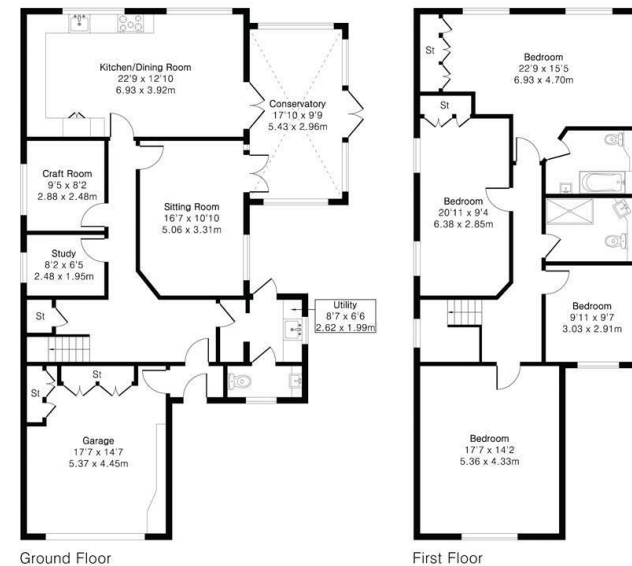 Kitchen/Dining Room
22'9 x 12'10
6.93 x 3.92m
Conservatory
17'10 x 9'9
5.43 x 2.96m
Craft Room
9'5 x 8'2
2.88 x 2.48m
Sitting Room
16'7 x 10'10
5.06 x 3.31m
Study
8'2 x 6'5
2.48 x 1.95m
St
Utility
8'7 x 6'6
2.62 x 1.99m
St
St
Garage
17'7 x 14'7
5.37 x 4.45m
Ground Floor
St
Bedroom
22'9 x 15'5
6.93 x 4.70m
St
Bedroom
20'11 x 9'4
6.38 x 2.85m
Bedroom
9'11 x 9'7
3.03 x 2.91m
Bedroom
17'7 x 14'2
5.36 x 4.33m
First Floor